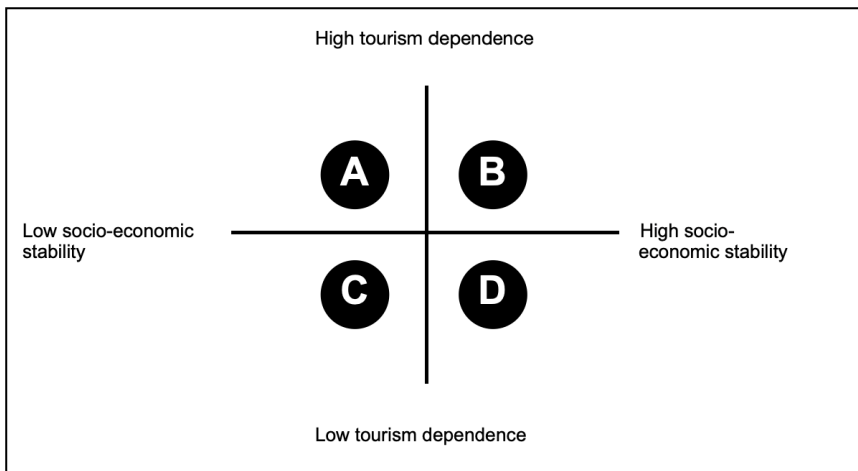 High tourism dependence
A
B
Low socio-economic
stability
High socio-
economic stability
C
D
Low tourism dependence